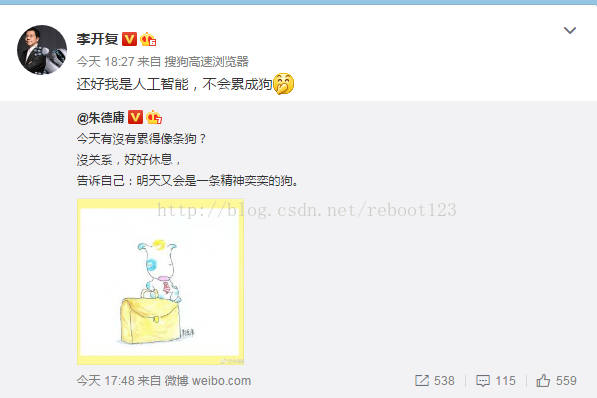 李开复
今天 18:27 来自 搜狗高速浏览器
还好我是人工智能，不会累成狗
@朱德庸
今天有沒有累得像条狗？
沒关系，好好休息，
告诉自己：明天又会是一条精神奕奕的狗。
http://blog.csdn.net/reboot123
今天 17:48 来自 微博 weibo.com
538
115
559